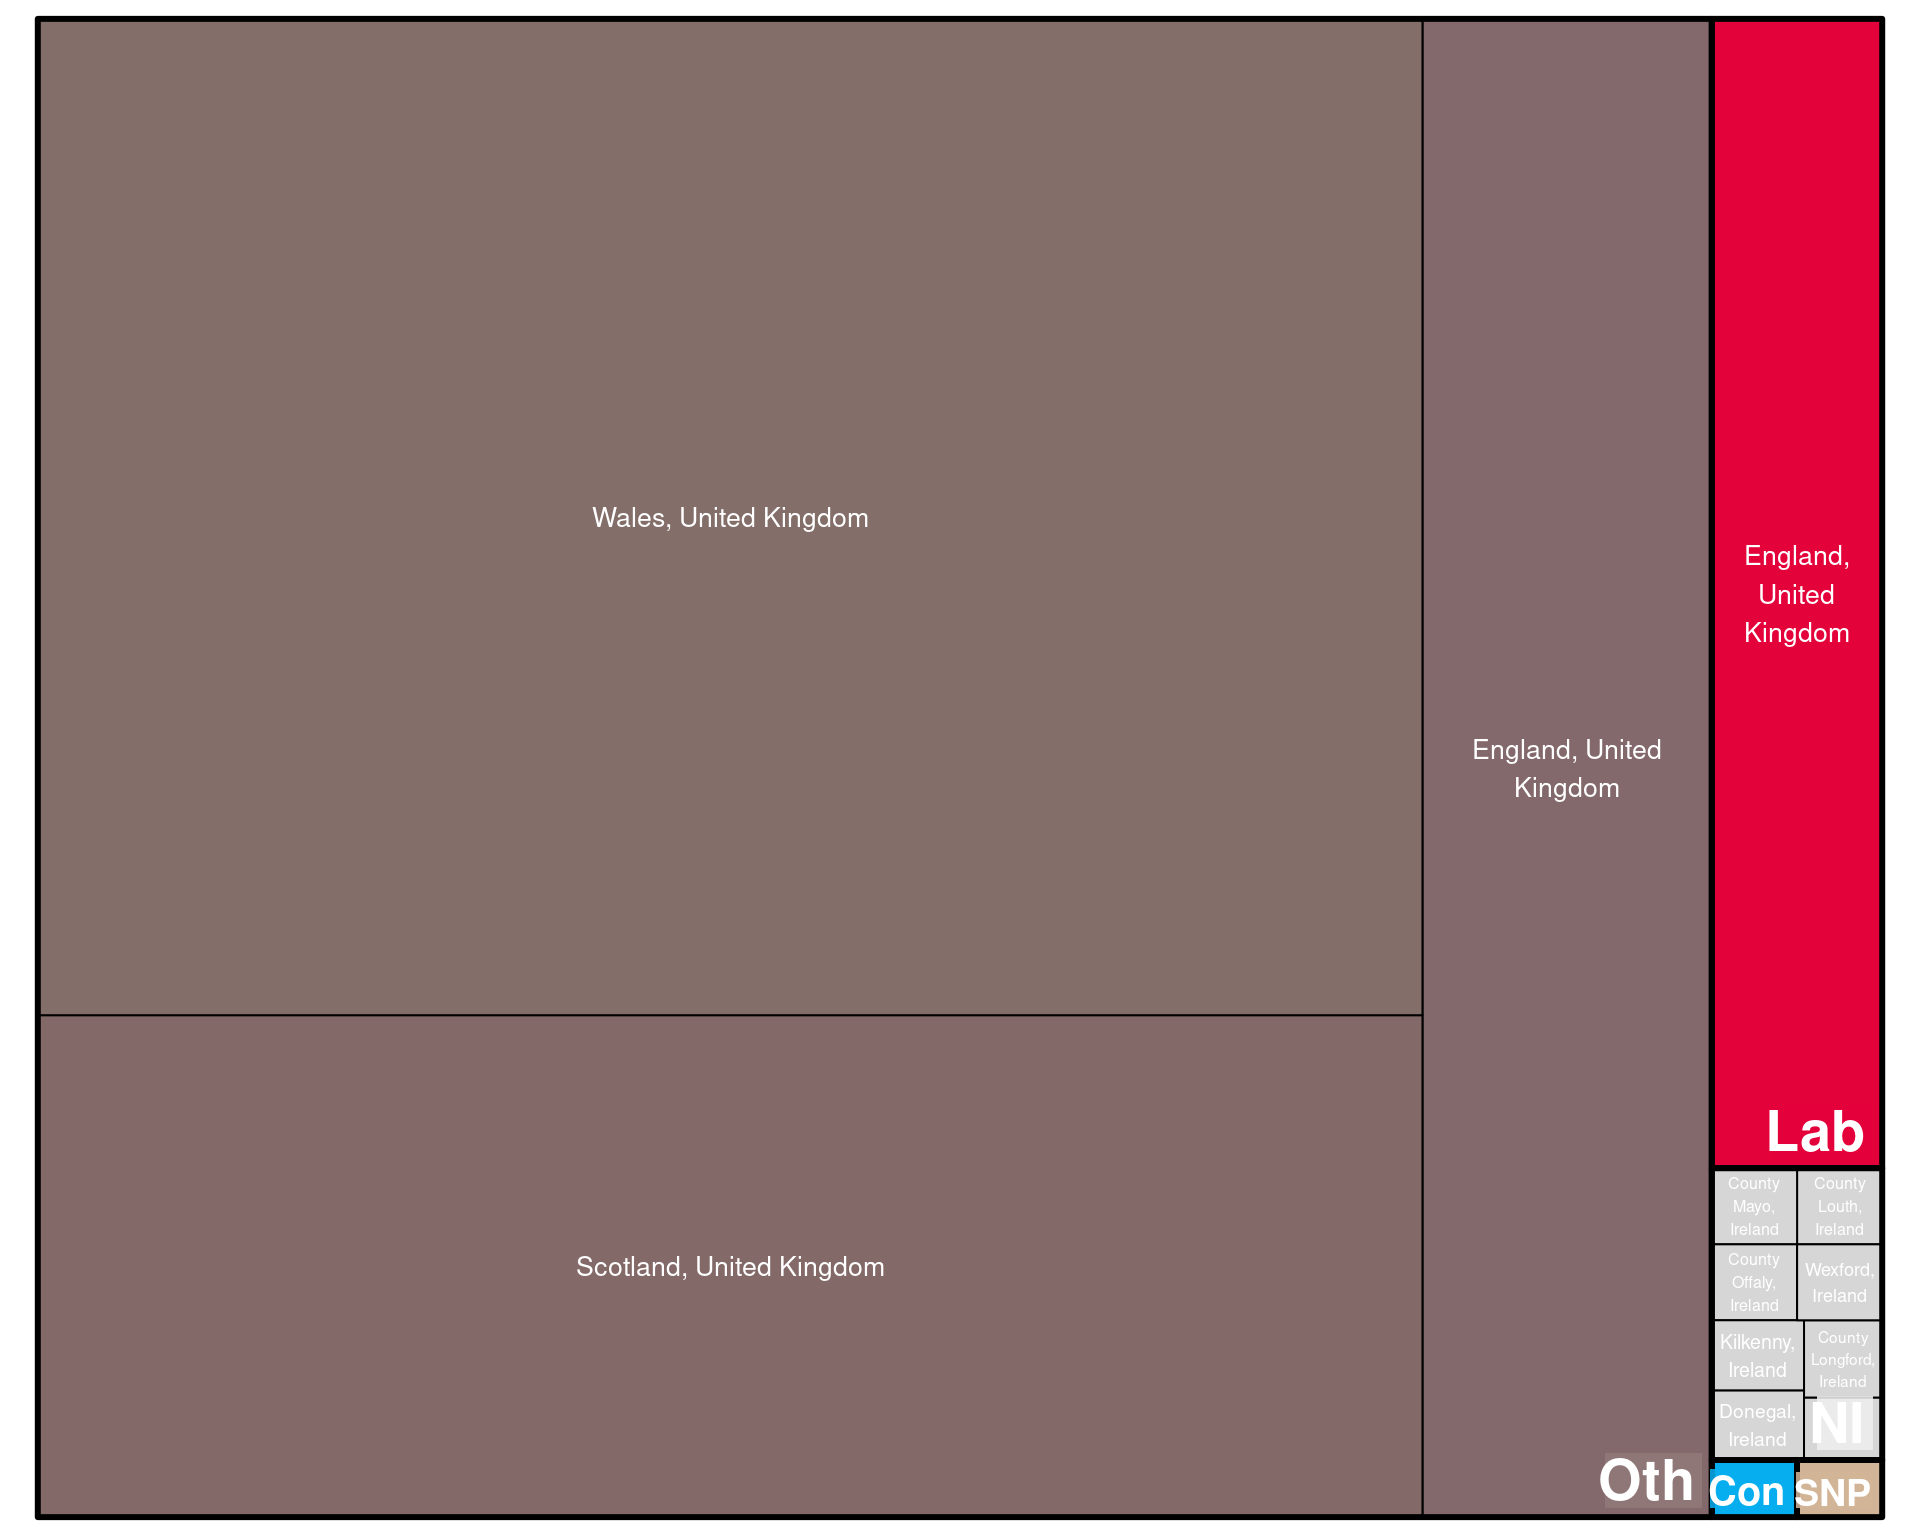 Wales, United Kingdom
Scotland, United Kingdom
England, United
Kingdom
Oth
England,
United
Kingdom
Lab
County
Mayo,
Ireland
County
Louth,
Ireland
County
Offaly,
Ireland
Wexford,
Ireland
Kilkenny,
Ireland
County
Longford,
Ireland
Donegal,
Ireland
NI
Con
SNP